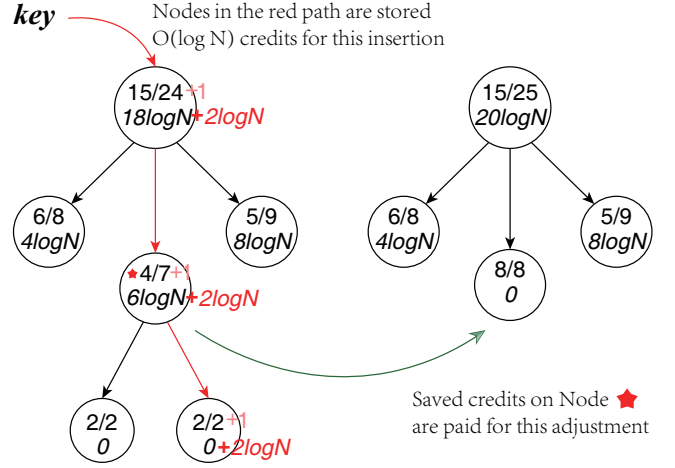 key
Nodes in the red path are stored
O(log N) credits for this insertion
15/24+1
18logN+2logN
6/8
4logN
5/9
8logN
4/7+1
6logN+2logN
2/2
0
2/2+1
0+2logN
15/25
20logN
6/8
4logN
5/9
8logN
8/8
0
Saved credits on Node
are paid for this adjustment